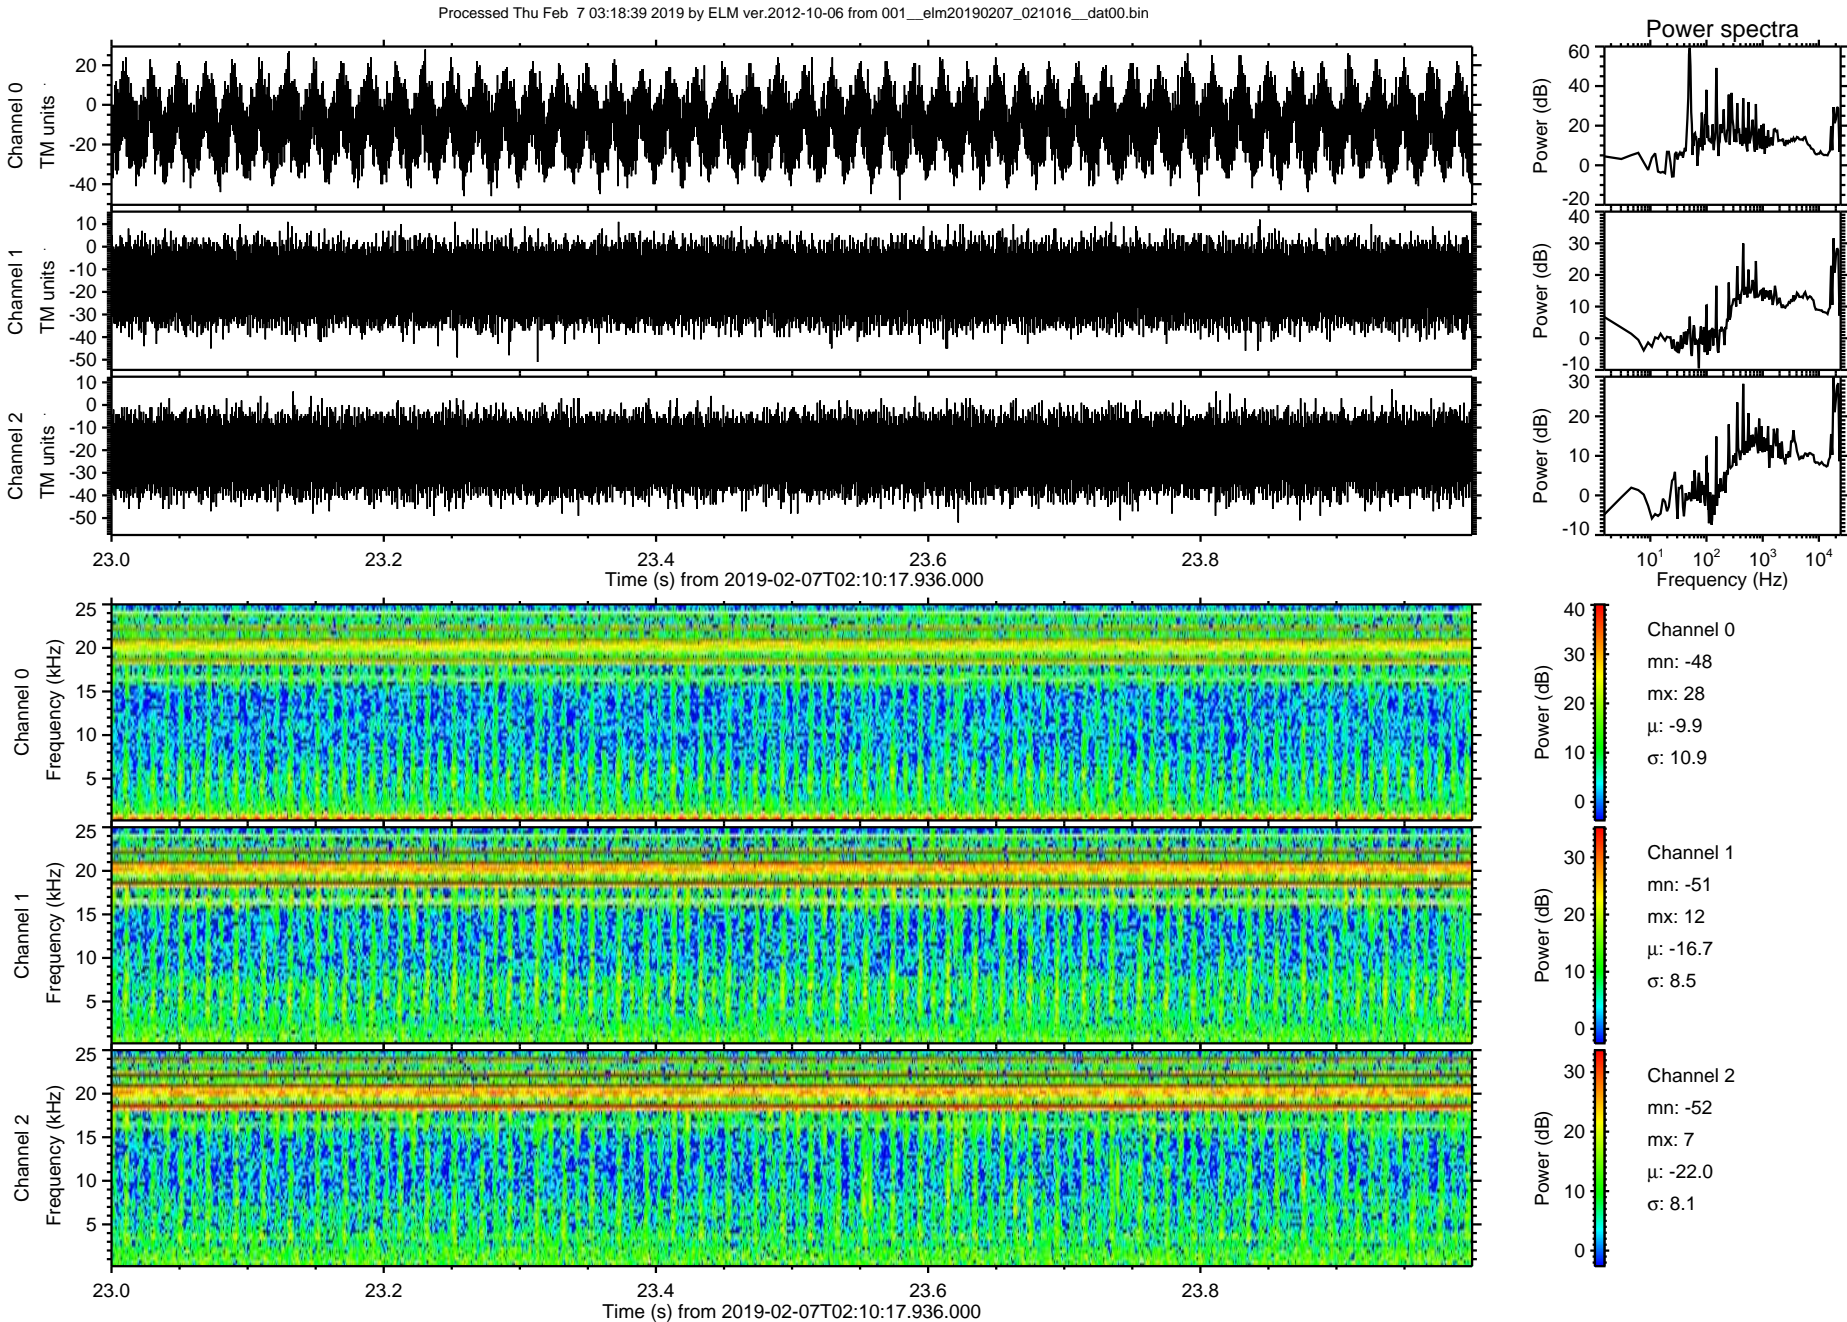 Processed Thu Feb  7 03:18:39 2019 by ELM ver.2012-10-06 from 001__elm20190207_021016__dat00.bin
Power spectra
Channel 0
TM units
20
0
-20
-40
Power (dB)
60
40
20
0
-20
Channel 1
TM units
10
0
-10
-20
-30
-40
-50
Power (dB)
40
30
20
10
0
-10
Channel 2
TM units
10
0
-10
-20
-30
-40
-50
Power (dB)
30
20
10
0
-10
23.0 23.2 23.4 23.6 23.8
Time (s) from 2019-02-07T02:10:17.936.000
10¹ 10² 10³ 10⁴
Frequency (Hz)
Channel 0
Frequency (kHz)
25
20
15
10
5
Power (dB)
40
30
20
10
0
Channel 0
mn: -48
mx: 28
μ: -9.9
σ: 10.9
Channel 1
Frequency (kHz)
25
20
15
10
5
Power (dB)
30
20
10
0
Channel 1
mn: -51
mx: 12
μ: -16.7
σ: 8.5
Channel 2
Frequency (kHz)
25
20
15
10
5
Power (dB)
30
20
10
0
Channel 2
mn: -52
mx: 7
μ: -22.0
σ: 8.1
23.0 23.2 23.4 23.6 23.8
Time (s) from 2019-02-07T02:10:17.936.000